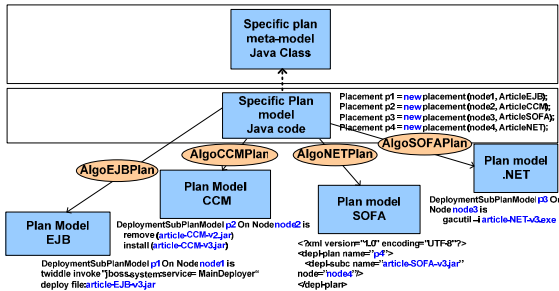 Specific plan
meta-model
Java Class
Specific Plan
model
Java code
Placement p1 = new placement(node1, ArticleEJB);
Placement p2 = new placement(node2, ArticleCCM);
Placement p3 = new placement(node3, ArticleSOFA);
Placement p4 = new placement(node4, ArticleNET);
AlgoEJBPlan
AlgoCCMPlan
AlgoNETPlan
AlgoSOFAPlan
Plan Model
EJB
Plan Model
CCM
Plan model
SOFA
Plan model
.NET
DeploymentSubPlanModel p3 On
Node node3 is
gacutil -i article-NET-v3.exe
DeploymentSubPlanModel p2 On Node node2 is
remove (article-CCM-v2.jar)
install (article-CCM-v3.jar)
DeploymentSubPlanModel p1 On Node node1 is
twiddle invoke "jboss.system:service= MainDeployer"
deploy file:article-EJB-v3.jar
<?xml version="1.0" encoding="UTF-8"?>
<depl-plan name="p4">
<depl-subc name="article-SOFA-v3.jar"
node="node4"/>
</depl-plan>